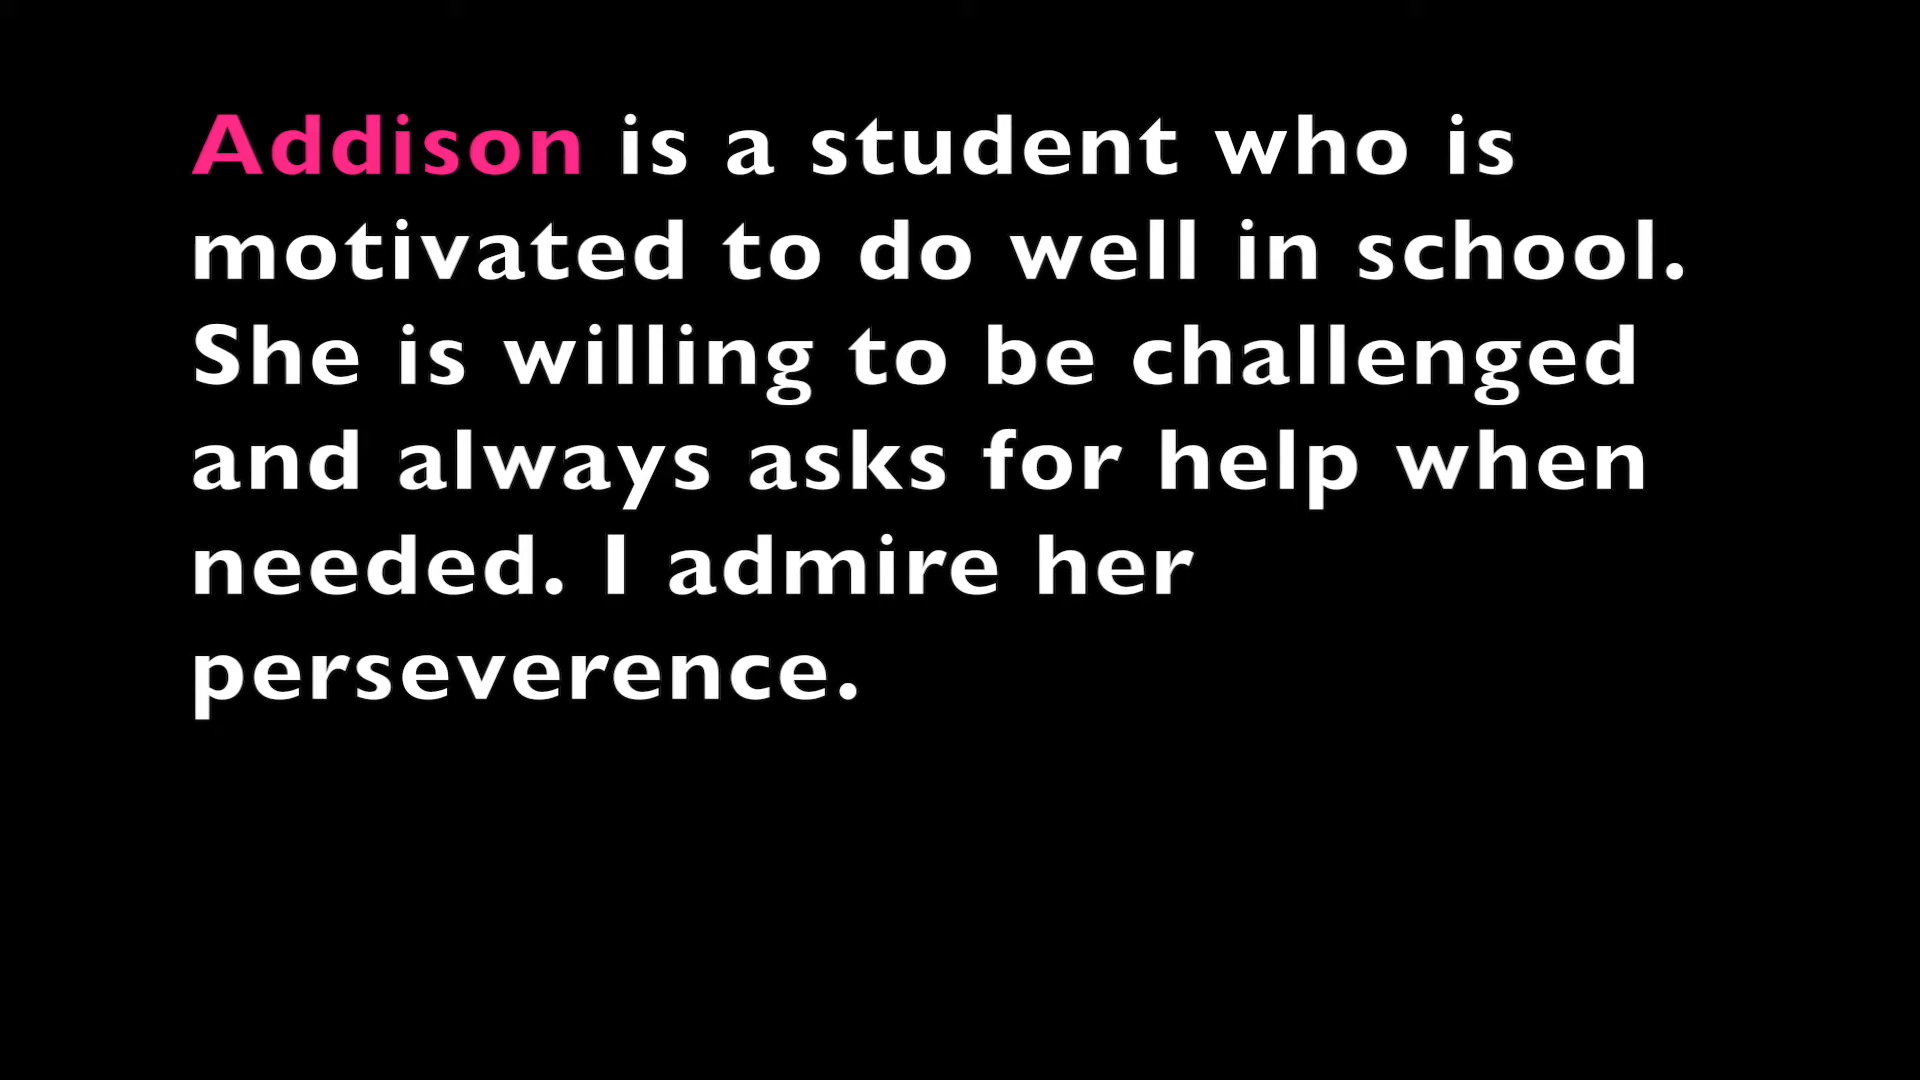 Addison is a student who is
motivated to do well in school.
She is willing to be challenged
and always asks for help when
needed. I admire her
perseverence.